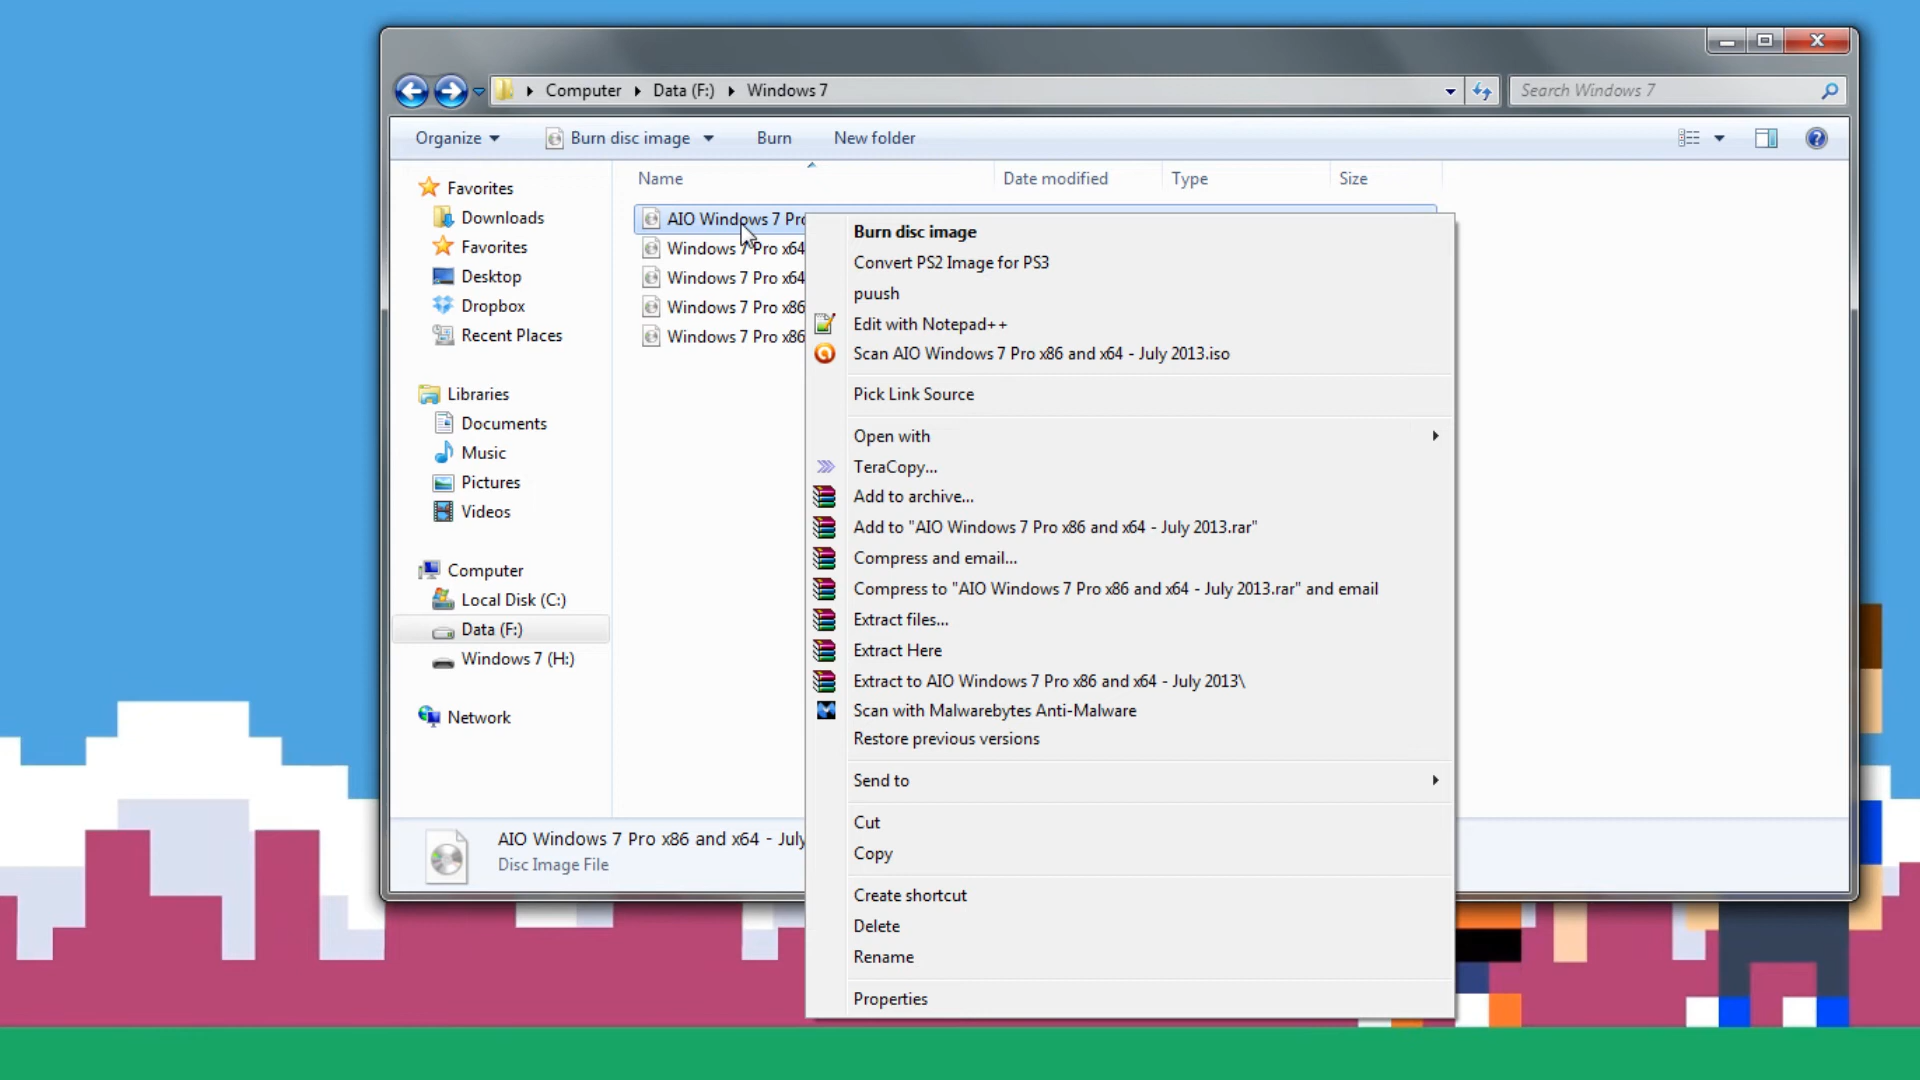 Computer ▸ Data (F:) ▸ Windows 7
Search Windows 7
Organize
Burn disc image
Burn
New folder
Favorites
Downloads
Favorites
Desktop
Dropbox
Recent Places
Libraries
Documents
Music
Pictures
Videos
Computer
Local Disk (C:)
Data (F:)
Windows 7 (H:)
Network
Name
Date modified
Type
Size
AIO Windows 7 Pro
Windows 7 Pro x64
Windows 7 Pro x64
Windows 7 Pro x86
Windows 7 Pro x86
Burn disc image
Convert PS2 Image for PS3
puush
Edit with Notepad++
Scan AIO Windows 7 Pro x86 and x64 - July 2013.iso
Pick Link Source
Open with
TeraCopy...
Add to archive...
Add to "AIO Windows 7 Pro x86 and x64 - July 2013.rar"
Compress and email...
Compress to "AIO Windows 7 Pro x86 and x64 - July 2013.rar" and email
Extract files...
Extract Here
Extract to AIO Windows 7 Pro x86 and x64 - July 2013\
Scan with Malwarebytes Anti-Malware
Restore previous versions
Send to
Cut
Copy
Create shortcut
Delete
Rename
Properties
AIO Windows 7 Pro x86 and x64 - July
Disc Image File